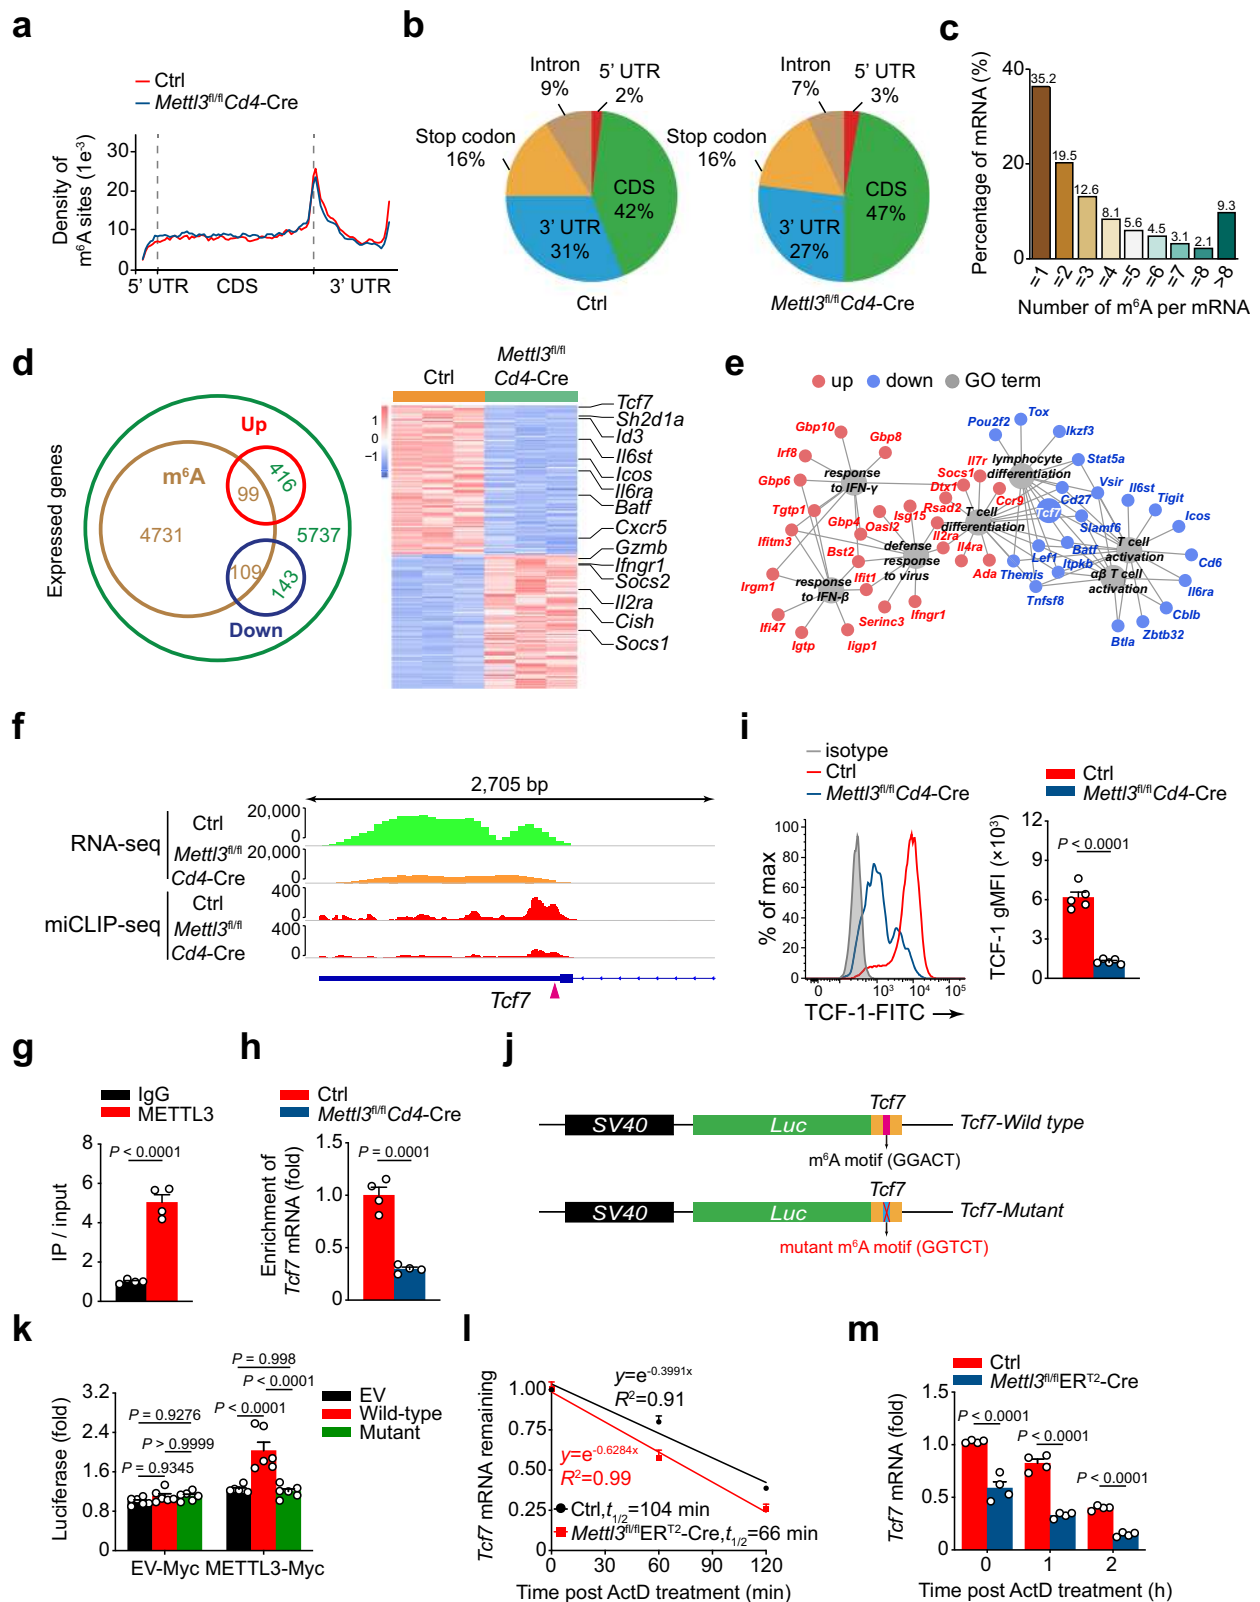 a
Ctrl
Mettl3fl/flCd4-Cre
Density of
m⁶A sites (1e⁻³)
30
20
10
0
5' UTR
CDS
3' UTR
b
Intron
9%
5' UTR
2%
Stop codon
16%
CDS
42%
3' UTR
31%
Ctrl
Intron
7%
5' UTR
3%
Stop codon
16%
CDS
47%
3' UTR
27%
Mettl3fl/flCd4-Cre
c
Percentage of mRNA (%)
40
20
0
35.2
19.5
12.6
8.1
5.6
4.5
3.1
2.1
9.3
=1
=2
=3
=4
=5
=6
=7
=8
>8
Number of m⁶A per mRNA
d
Expressed genes
Up
m⁶A
416
99
4731
5737
109
143
Down
Ctrl
Mettl3fl/fl
Cd4-Cre
1
0
−1
Tcf7
Sh2d1a
Id3
Il6st
Icos
Il6ra
Batf
Cxcr5
Gzmb
Ifngr1
Socs2
Il2ra
Cish
Socs1
e
up
down
GO term
Gbp10
Gbp8
Irf8
Gbp6
response
to IFN-γ
Tgtp1
Ifitm3
Gbp4
Oasl2
Isg15
Bst2
Irgm1
response
to IFN-β
Ifit1
defense
response
to virus
Ifi47
Igtp
Iigp1
Serinc3
Ifngr1
Il7r
Socs1
Dtx1
Rsad2
Ccr9
T cell
differentiation
Il2ra
Il4ra
Ada
Pou2f2
Tox
Ikzf3
lymphocyte
differentiation
Stat5a
Vsir
Cd27
Tcf7
Slamf6
Il6st
Tigit
Icos
T cell
activation
Batf
Lef1
Itpkb
Themis
Tnfsf8
αβ T cell
activation
Cd6
Il6ra
Cblb
Zbtb32
Btla
f
2,705 bp
RNA-seq
Ctrl
20,000
0
Mettl3fl/fl
Cd4-Cre
20,000
0
miCLIP-seq
Ctrl
400
0
Mettl3fl/fl
Cd4-Cre
400
0
Tcf7
i
isotype
Ctrl
Mettl3fl/flCd4-Cre
% of max
100
80
60
40
20
0
0
10³
10⁴
10⁵
TCF-1-FITC
Ctrl
Mettl3fl/flCd4-Cre
TCF-1 gMFI (×10³)
12
9
6
3
0
P < 0.0001
g
IgG
METTL3
IP / input
8
6
4
2
0
P < 0.0001
h
Ctrl
Mettl3fl/flCd4-Cre
Enrichment of
Tcf7 mRNA (fold)
1.5
1.0
0.5
0
P = 0.0001
j
Tcf7
SV40
Luc
Tcf7-Wild type
m⁶A motif (GGACT)
Tcf7
SV40
Luc
Tcf7-Mutant
mutant m⁶A motif (GGTCT)
k
Luciferase (fold)
3.2
2.4
1.6
0.8
0
P = 0.9276
P > 0.9999
P = 0.9345
P = 0.998
P < 0.0001
P < 0.0001
EV
Wild-type
Mutant
EV-Myc
METTL3-Myc
l
Tcf7 mRNA remaining
1.00
0.75
0.50
0.25
0
y=e⁻⁰·³⁹⁹¹ˣ
R²=0.91
y=e⁻⁰·⁶²⁸⁴ˣ
R²=0.99
Ctrl,t1/2=104 min
Mettl3fl/flERT2-Cre,t1/2=66 min
0
30
60
90
120
Time post ActD treatment (min)
m
Ctrl
Mettl3fl/flERT2-Cre
Tcf7 mRNA (fold)
1.5
1.0
0.5
0
P < 0.0001
P < 0.0001
P < 0.0001
0
1
2
Time post ActD treatment (h)